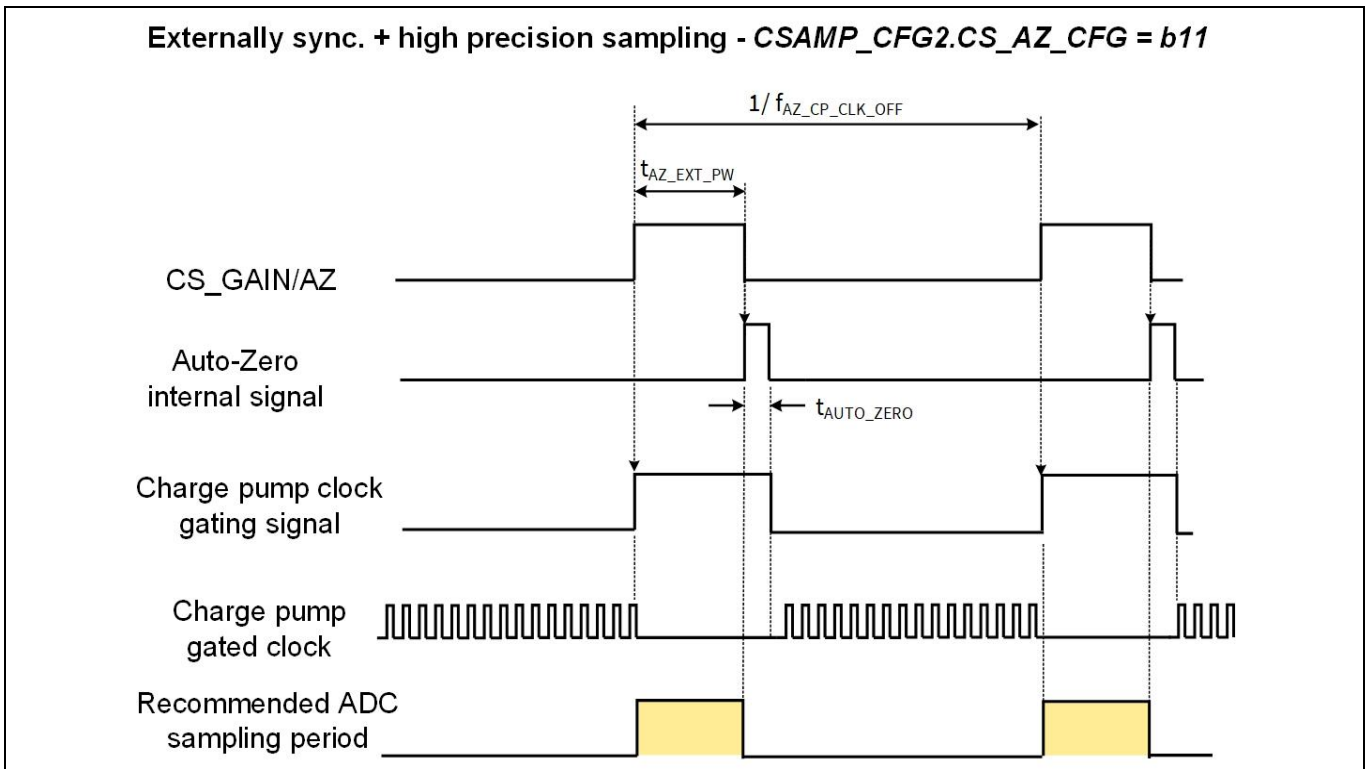 Externally sync. + high precision sampling - CSAMP_CFG2.CS_AZ_CFG = b11
1/ fAZ_CP_CLK_OFF
tAZ_EXT_PW
CS_GAIN/AZ
Auto-Zero
internal signal
tAUTO_ZERO
Charge pump clock
gating signal
Charge pump
gated clock
Recommended ADC
sampling period